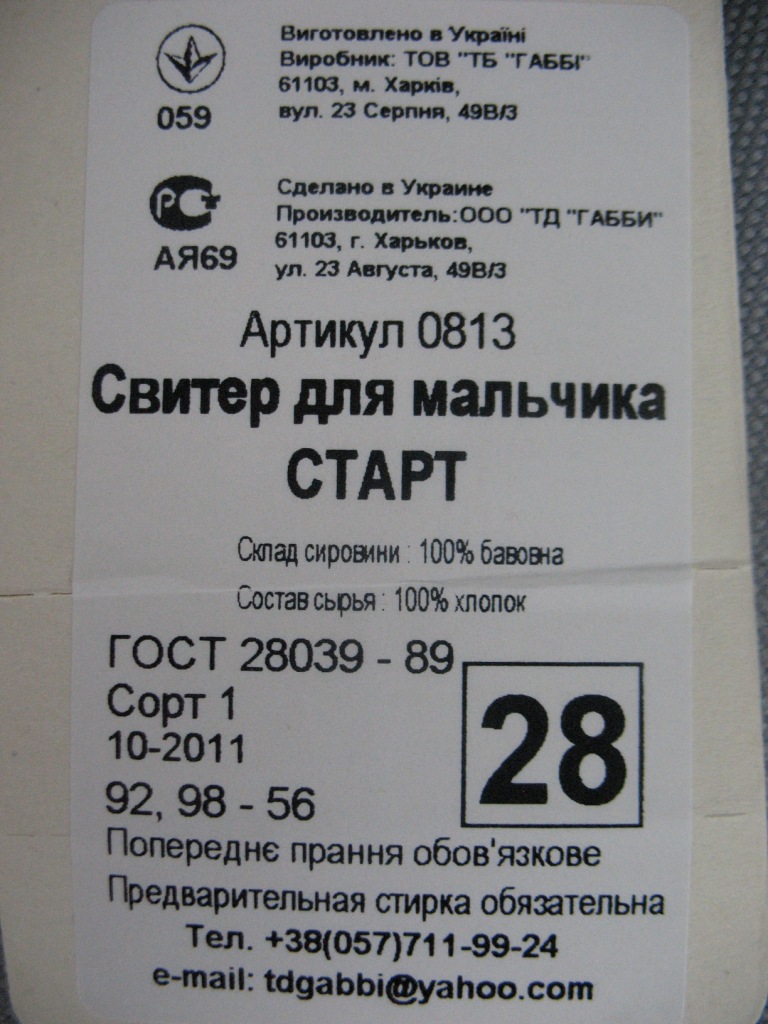 Виготовлено в Україні
Виробник: ТОВ "ТБ "ГАББІ"
61103, м. Харків,
вул. 23 Серпня, 49В/3
059
Сделано в Украине
Производитель:ООО "ТД "ГАББИ"
61103, г. Харьков,
ул. 23 Августа, 49В/3
РСТ
АЯ69
Артикул 0813
Свитер для мальчика
СТАРТ
Склад сировини : 100% бавовна
Состав сырья : 100% хлопок
ГОСТ 28039 - 89
Сорт 1
10-2011
28
92, 98 - 56
Попереднє прання обов'язкове
Предварительная стирка обязательна
Тел. +38(057)711-99-24
e-mail: tdgabbi@yahoo.com